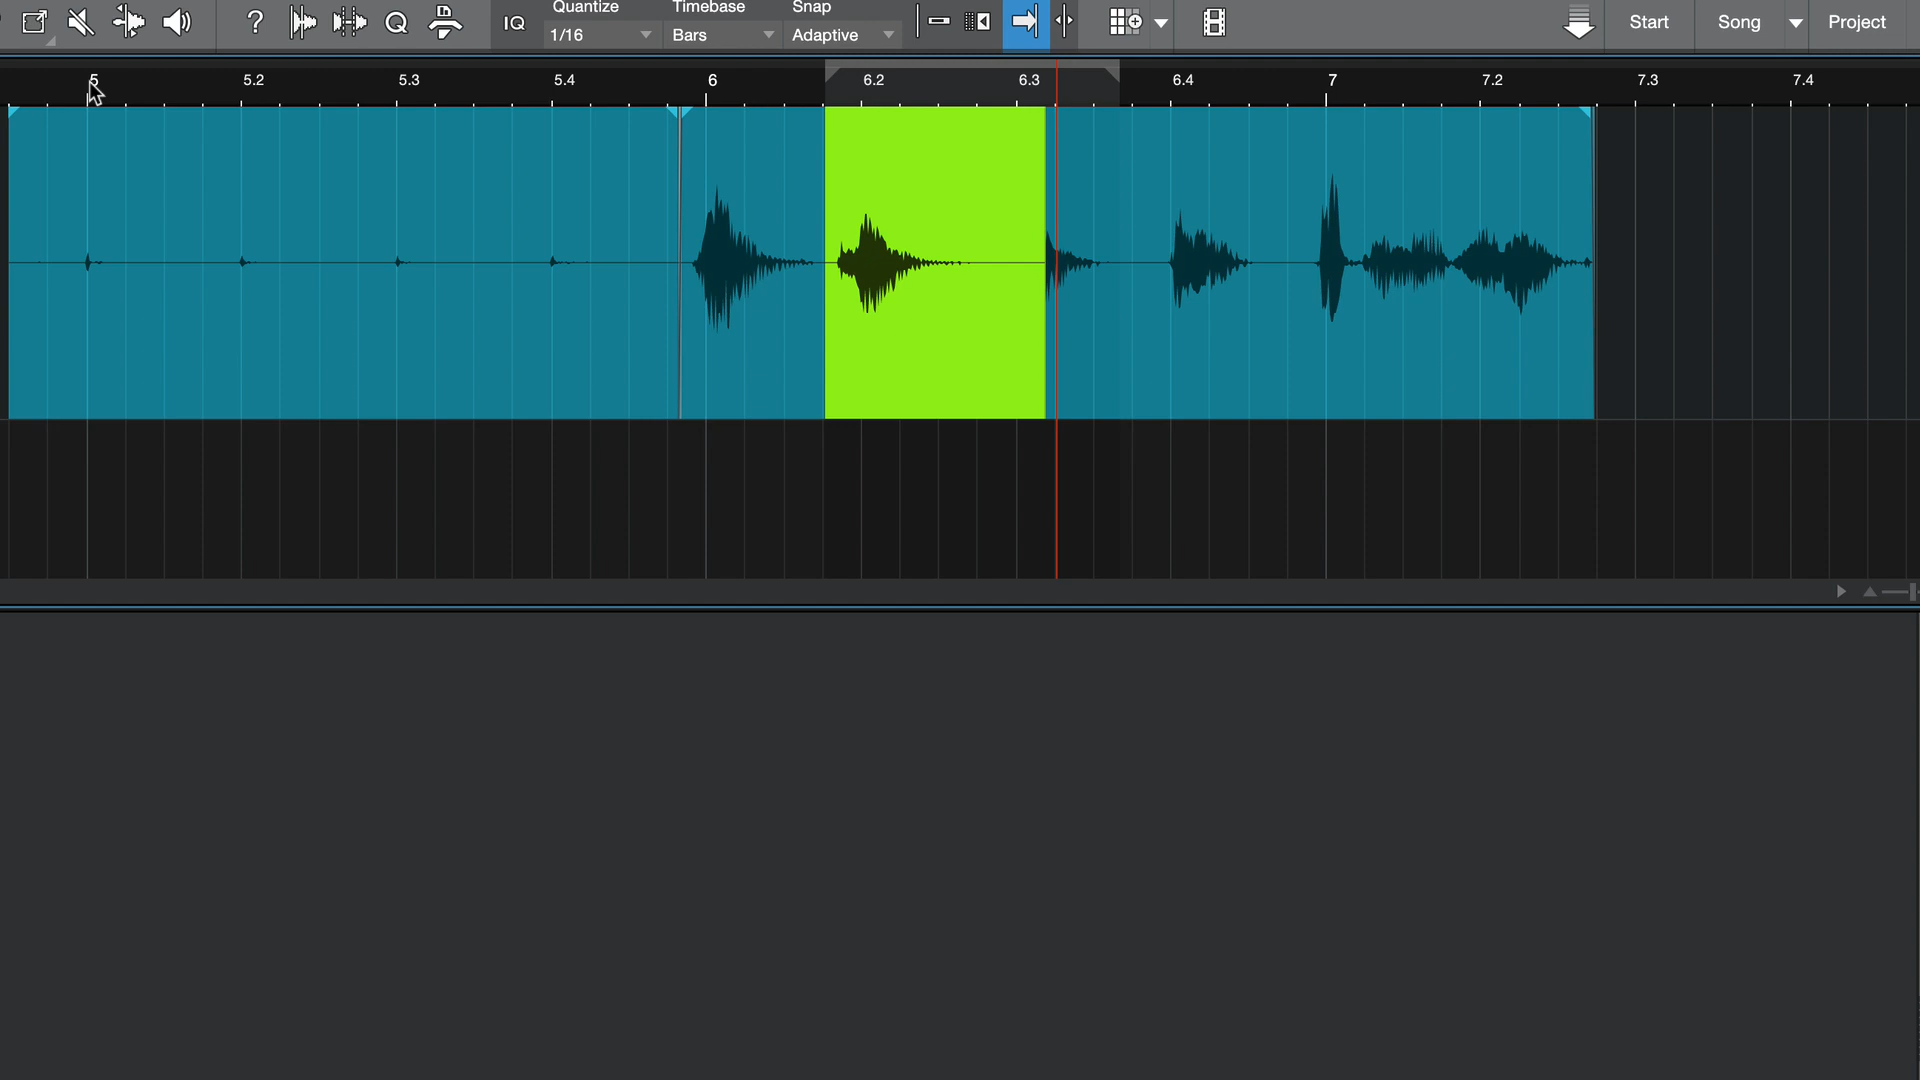 Quantize Timebase Snap
? Q IQ 1/16 Bars Adaptive Start Song Project
5 5.2 5.3 5.4 6 6.2 6.3 6.4 7 7.2 7.3 7.4